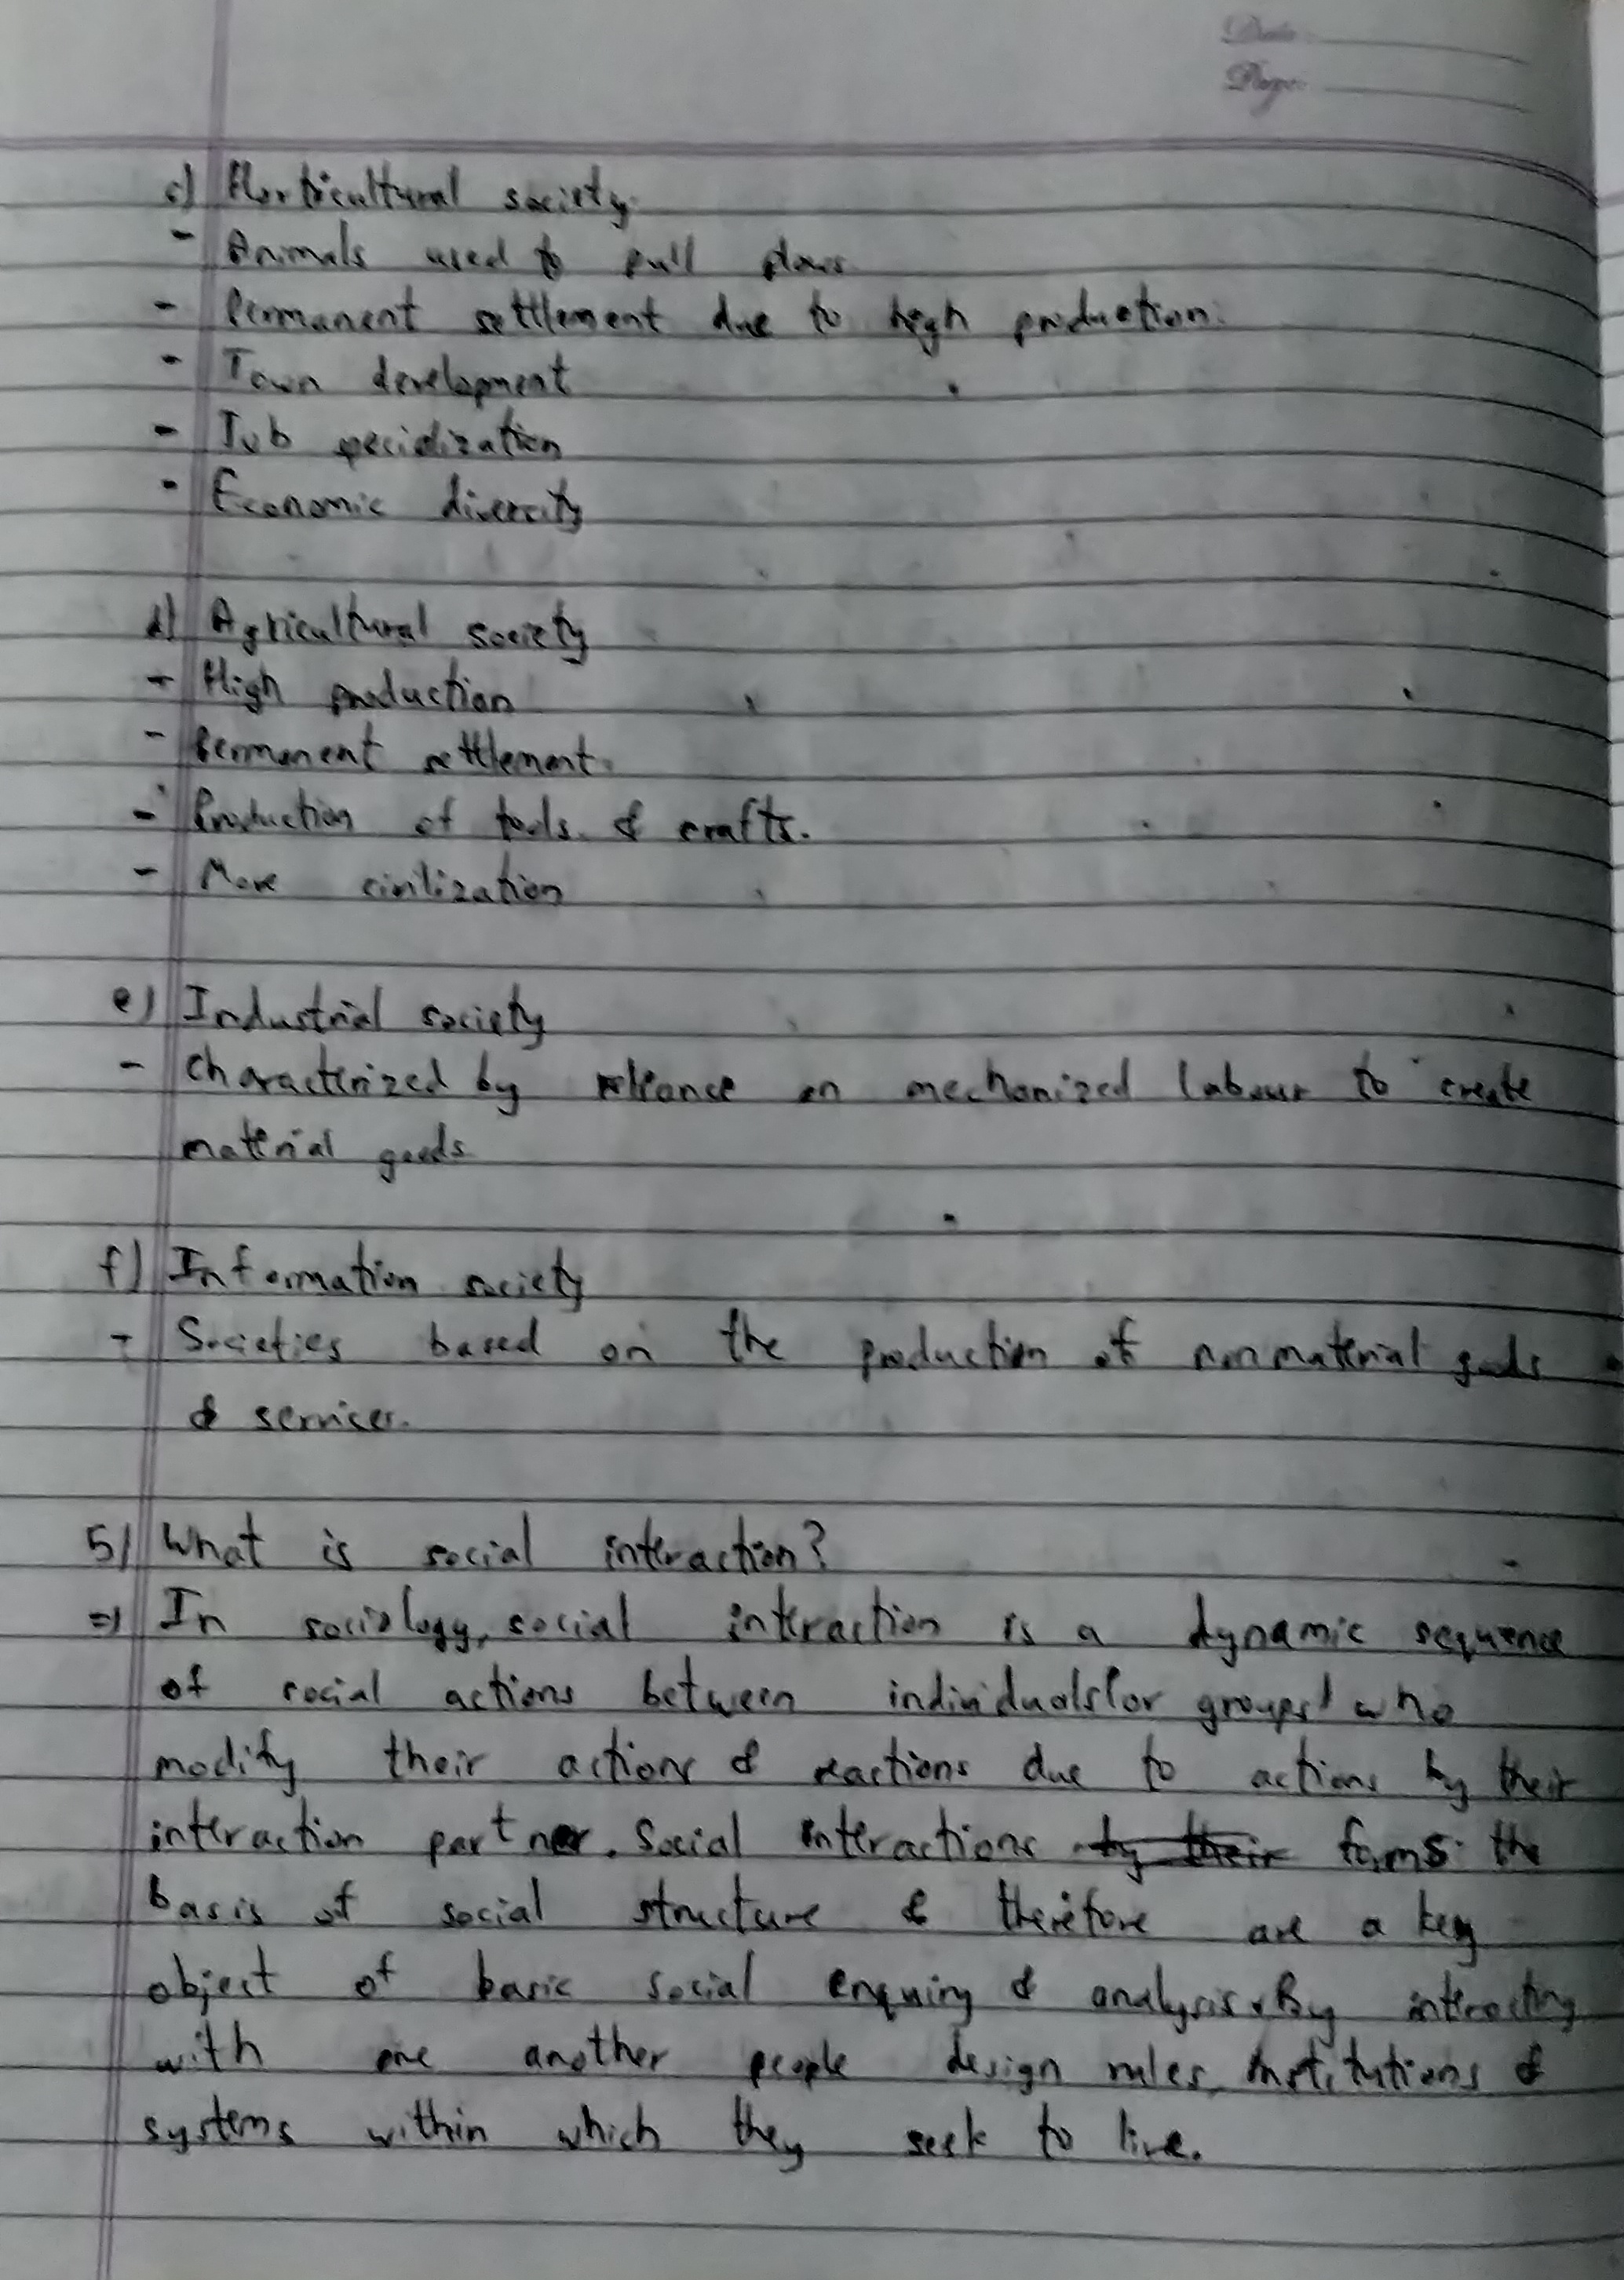 Date:
Page:
c) Horticultural society.
- Animals used to pull plows.
- Permanent settlement due to high production.
- Town development
- Job specialization
- Economic diversity
d) Agricultural society
- High production
- Permanent settlement.
- Production of tools & crafts.
- More civilization
e) Industrial society
- Characterized by reliance on mechanized labour to create
material goods
f) Information society
- Societies based on the production of nonmaterial goods
& services.
5) What is social interaction?
=> In sociology, social interaction is a dynamic sequence
of social actions between individuals(or groups) who
modify their actions & reactions due to actions by their
interaction partner. Social interactions by their forms the
basis of social structure & therefore are a key
object of basic social enquiry & analysis. By interacting
with one another people design rules, institutions &
systems within which they seek to live.